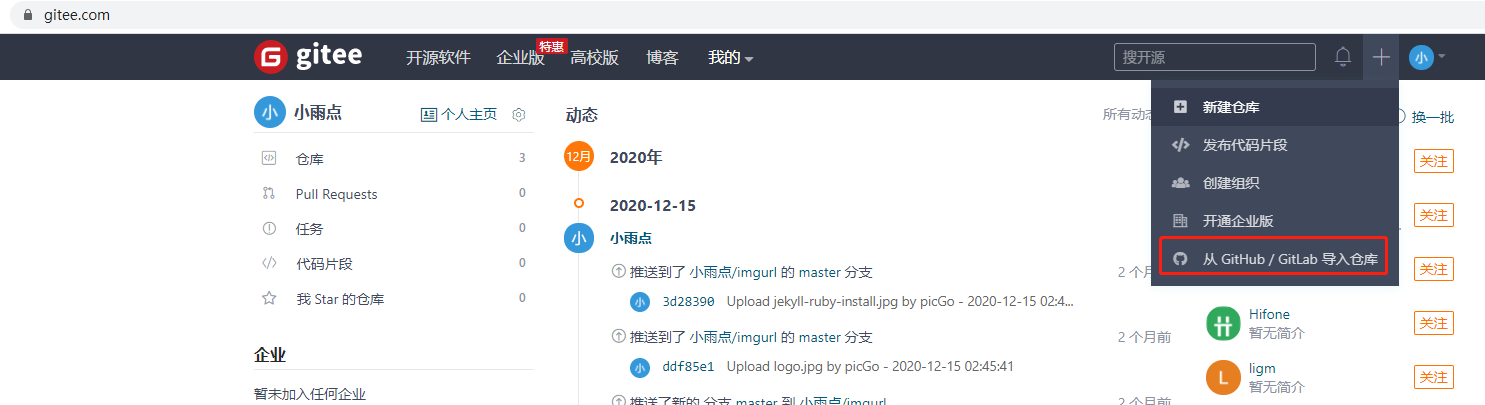 gitee.com
gitee 开源软件 企业版 特惠 高校版 博客 我的 搜开源 小
小 小雨点 个人主页
仓库 3
Pull Requests 0
任务 0
代码片段 0
我 Star 的仓库 0
企业
暂未加入任何企业
动态 所有动态
12月 2020年
2020-12-15
小 小雨点
推送到了 小雨点/imgurl 的 master 分支 2 个月
小 3d28390 Upload jekyll-ruby-install.jpg by picGo - 2020-12-15 02:4...
推送到了 小雨点/imgurl 的 master 分支 2 个月前
小 ddf85e1 Upload logo.jpg by picGo - 2020-12-15 02:45:41
推送了新的 分支 master 到 小雨点/imgurl 2 个月前
新建仓库
发布代码片段
创建组织
开通企业版
从 GitHub / GitLab 导入仓库
换一批
关注
关注
关注
Hifone
暂无简介
关注
L ligm
暂无简介
关注